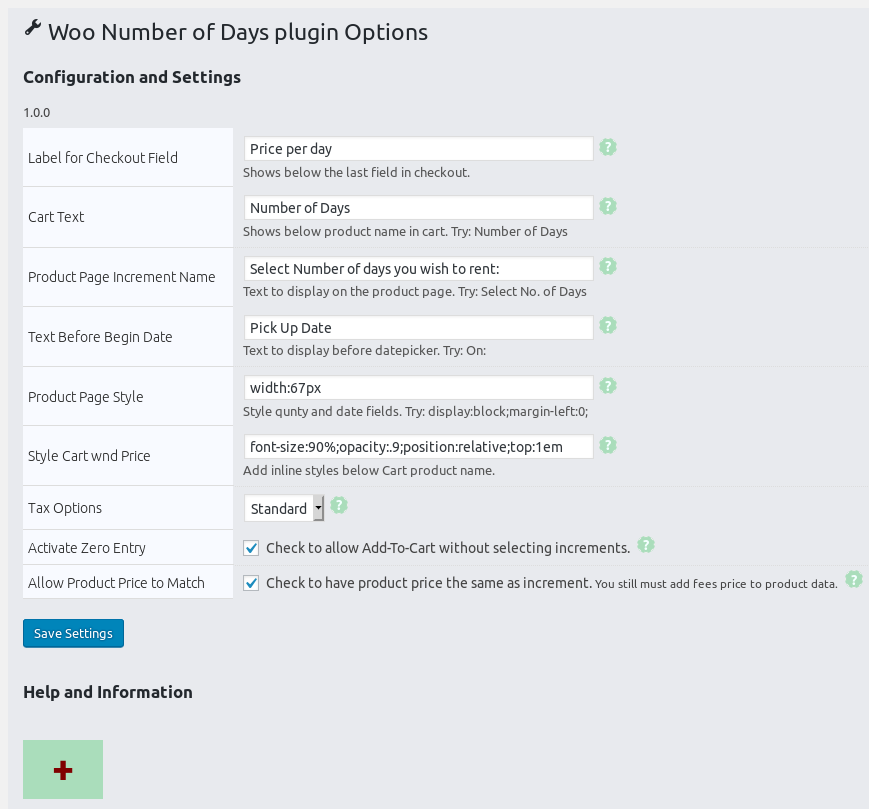 Woo Number of Days plugin Options
Configuration and Settings
1.0.0
Label for Checkout Field
Price per day
?
Shows below the last field in checkout.
Cart Text
Number of Days
?
Shows below product name in cart. Try: Number of Days
Product Page Increment Name
Select Number of days you wish to rent:
?
Text to display on the product page. Try: Select No. of Days
Text Before Begin Date
Pick Up Date
?
Text to display before datepicker. Try: On:
Product Page Style
width:67px
?
Style qunty and date fields. Try: display:block;margin-left:0;
Style Cart wnd Price
font-size:90%;opacity:.9;position:relative;top:1em
?
Add inline styles below Cart product name.
Tax Options
Standard
?
Activate Zero Entry
Check to allow Add-To-Cart without selecting increments.
?
Allow Product Price to Match
Check to have product price the same as increment. You still must add fees price to product data.
?
Save Settings
Help and Information
+